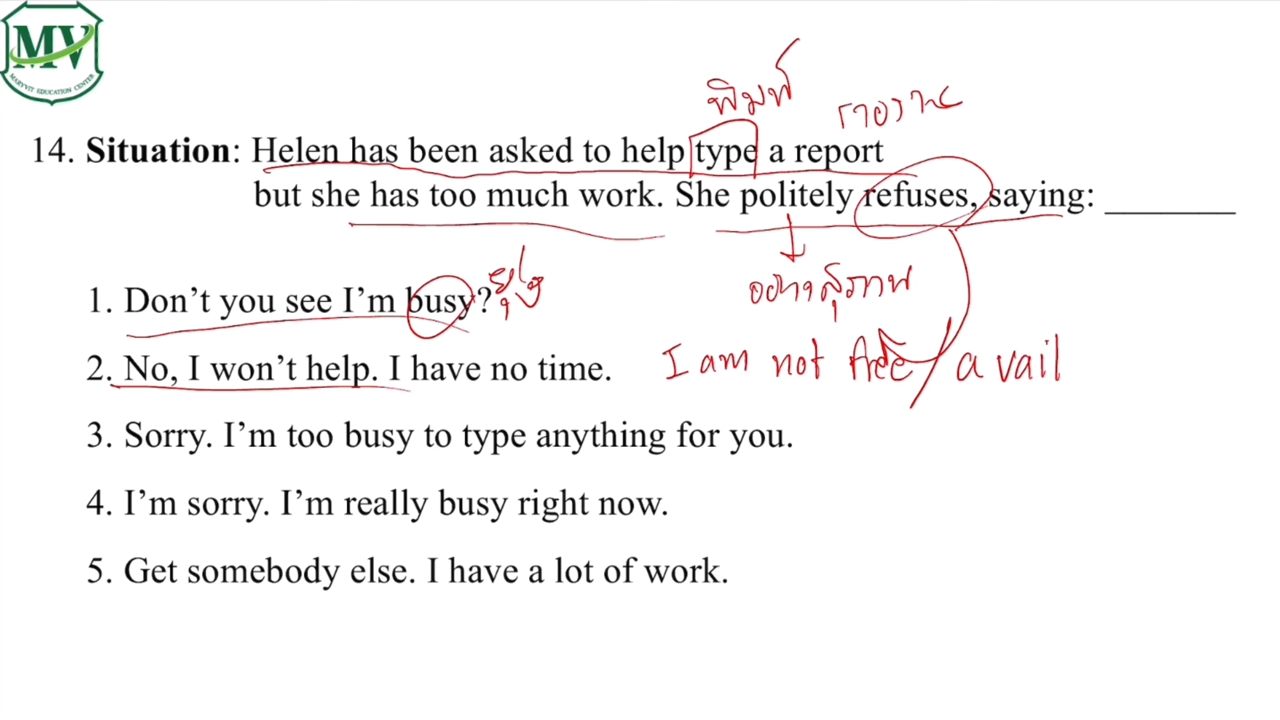 MV
MARYVIT EDUCATION CENTER
พิมพ์
รายงาน
14. Situation: Helen has been asked to help type a report
but she has too much work. She politely refuses, saying: ________
อย่างสุภาพ
1. Don't you see I'm busy?
ยุ่ง
2. No, I won't help. I have no time.
I am not free / avail
3. Sorry. I'm too busy to type anything for you.
4. I'm sorry. I'm really busy right now.
5. Get somebody else. I have a lot of work.